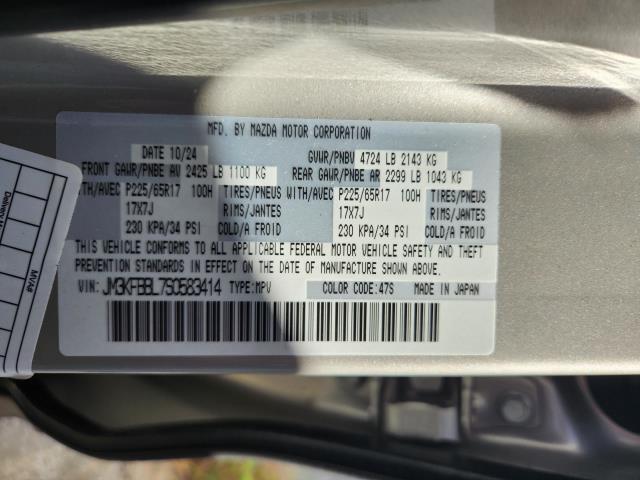 MFD. BY MAZDA MOTOR CORPORATION
DATE 10/24 GVWR/PNBV 4724 LB 2143 KG
FRONT GAWR/PNBE AV 2425 LB 1100 KG REAR GAWR/PNBE AR 2299 LB 1043 KG
WITH/AVEC P225/65R17 100H TIRES/PNEUS WITH/AVEC P225/65R17 100H TIRES/PNEUS
17X7J RIMS/JANTES 17X7J RIMS/JANTES
230 KPA/34 PSI COLD/A FROID 230 KPA/34 PSI COLD/A FROID
THIS VEHICLE CONFORMS TO ALL APPLICABLE FEDERAL MOTOR VEHICLE SAFETY AND THEFT
PREVENTION STANDARDS IN EFFECT ON THE DATE OF MANUFACTURE SHOWN ABOVE.
VIN: JM3KFBBL7S0583414 TYPE:MPV COLOR CODE:47S MADE IN JAPAN